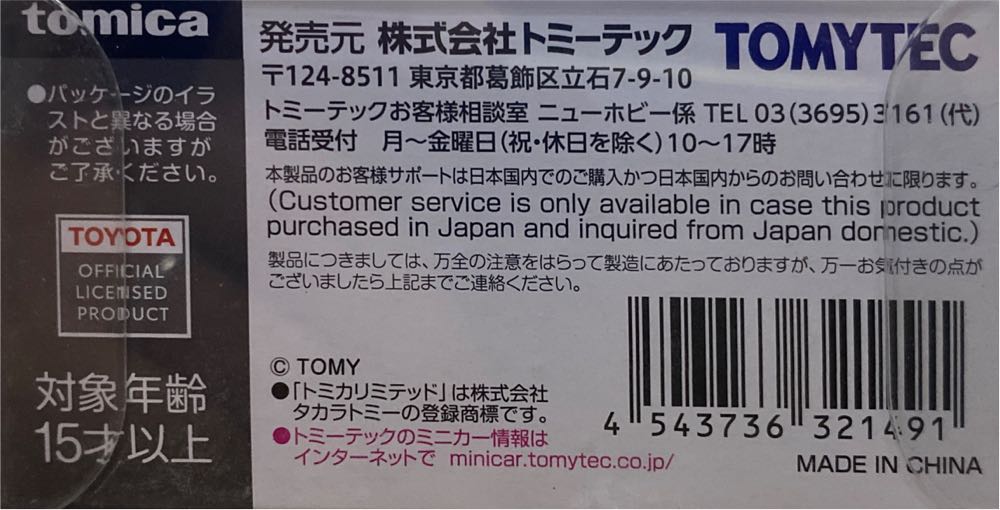 tomica
●パッケージのイラ
ストと異なる場合
がございますが
ご了承ください。
TOYOTA
OFFICIAL
LICENSED
PRODUCT
対象年齢
15才以上
発売元 株式会社トミーテック TOMYTEC
〒124-8511 東京都葛飾区立石7-9-10
トミーテックお客様相談室 ニューホビー係 TEL 03(3695)3161(代)
電話受付 月〜金曜日(祝・休日を除く)10〜17時
本製品のお客様サポートは日本国内でのご購入かつ日本国内からのお問い合わせに限ります。
(Customer service is only available in case this product
purchased in Japan and inquired from Japan domestic.)
製品につきましては、万全の注意をはらって製造にあたっておりますが、万一お気付きの点が
ございましたら上記までご連絡ください。
© TOMY
●「トミカリミテッド」は株式会社
タカラトミーの登録商標です。
●トミーテックのミニカー情報は
インターネットで minicar.tomytec.co.jp/
4 543736 321491
MADE IN CHINA